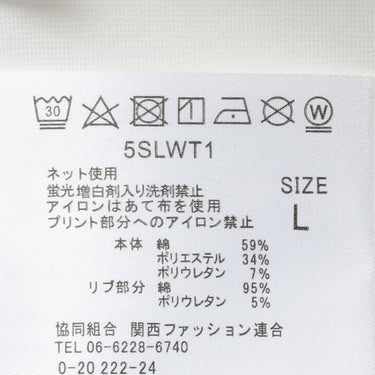 30
W
5SLWT1
ネット使用
蛍光増白剤入り洗剤禁止
アイロンはあて布を使用
プリント部分へのアイロン禁止
SIZE
L
本体 綿 59%
ポリエステル 34%
ポリウレタン 7%
リブ部分 綿 95%
ポリウレタン 5%
協同組合 関西ファッション連合
TEL 06-6228-6740
0-20 222-24